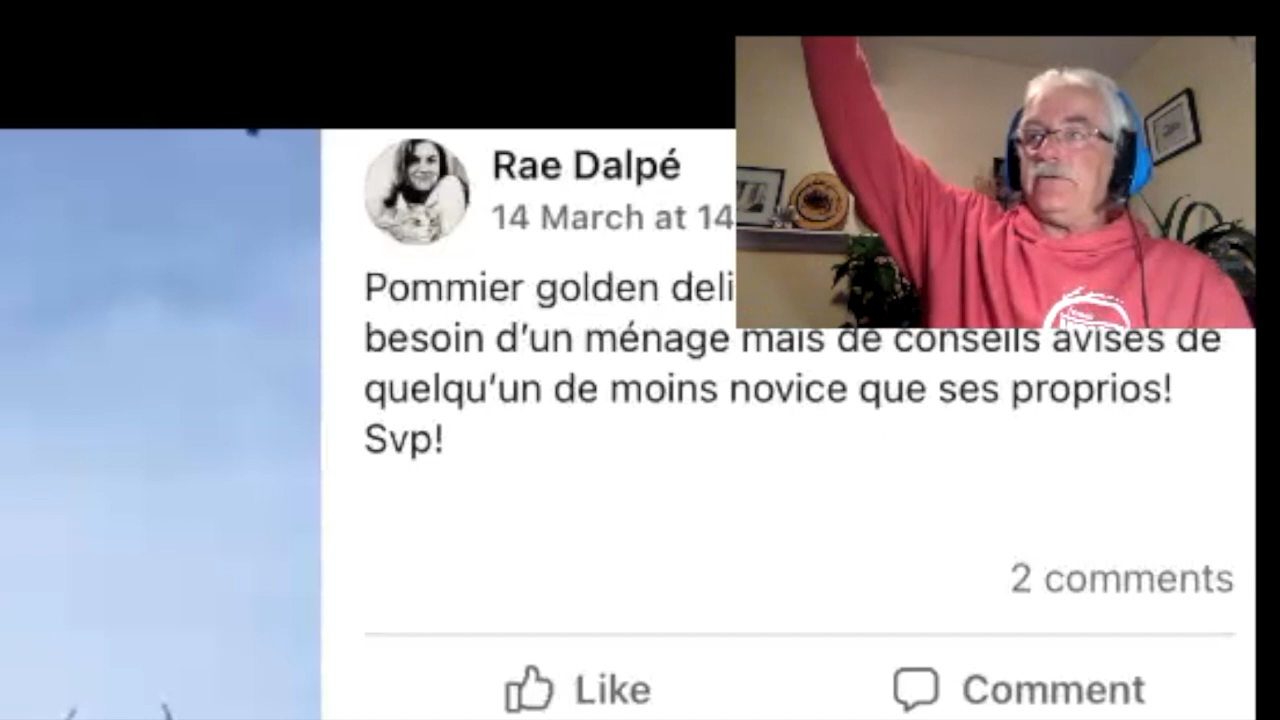 Rae Dalpé
14 March at 14
Pommier golden deli
besoin d’un ménage mais de conseils avisés de
quelqu’un de moins novice que ses proprios!
Svp!
2 comments
Like
Comment